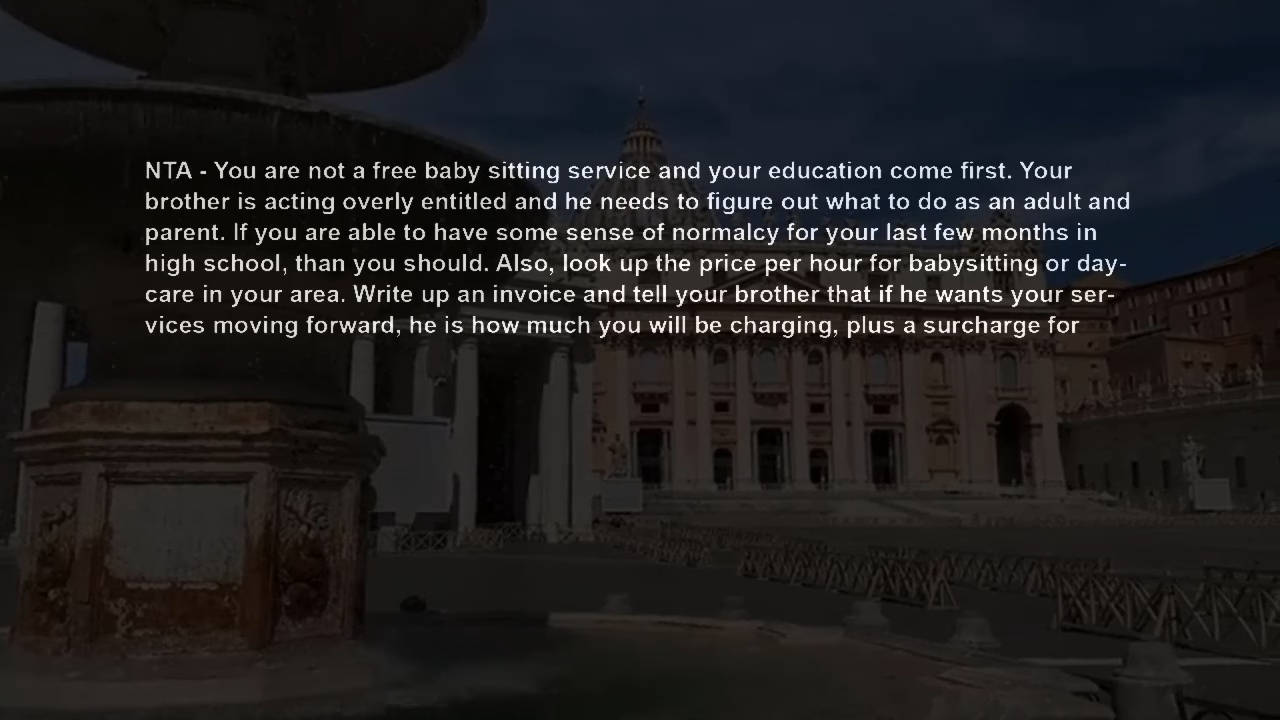 NTA - You are not a free baby sitting service and your education come first. Your
brother is acting overly entitled and he needs to figure out what to do as an adult and
parent. If you are able to have some sense of normalcy for your last few months in
high school, than you should. Also, look up the price per hour for babysitting or day-
care in your area. Write up an invoice and tell your brother that if he wants your ser-
vices moving forward, he is how much you will be charging, plus a surcharge for